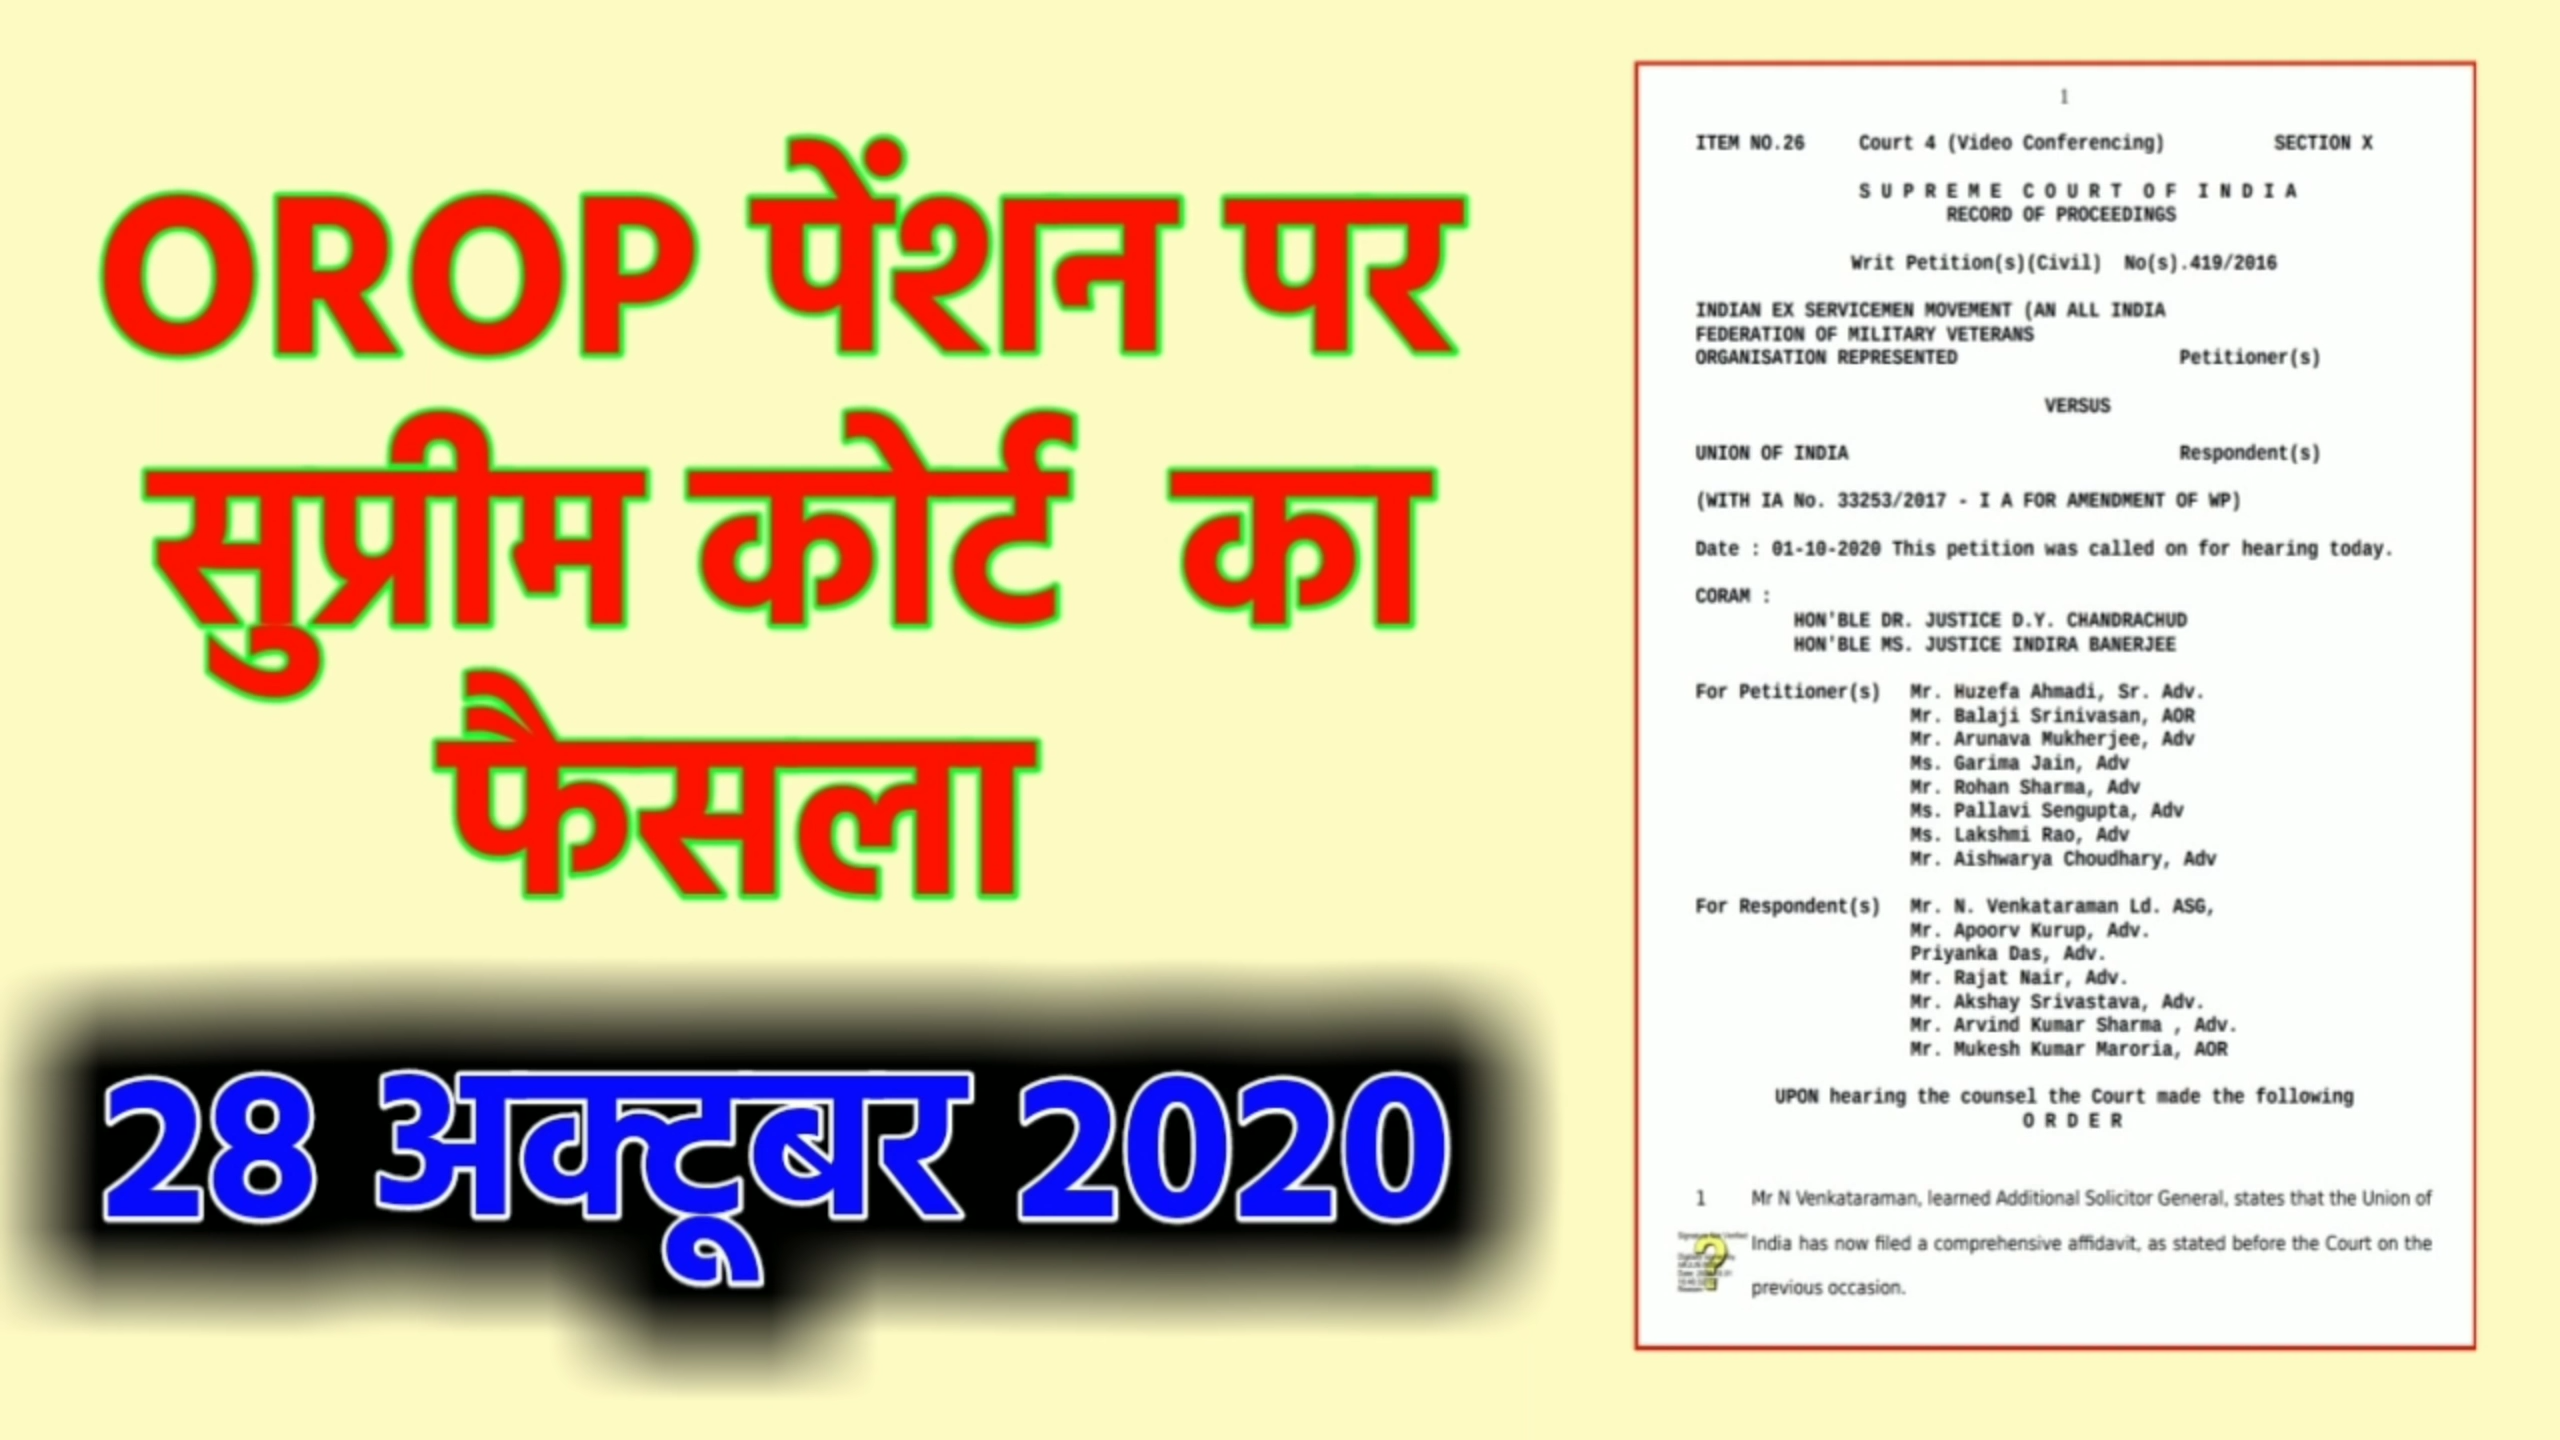 OROP पेंशन पर
सुप्रीम कोर्ट का
फैसला
28 अक्टूबर 2020
1
ITEM NO.26 Court 4 (Video Conferencing) SECTION X
S U P R E M E C O U R T O F I N D I A
RECORD OF PROCEEDINGS
Writ Petition(s)(Civil) No(s).419/2016
INDIAN EX SERVICEMEN MOVEMENT (AN ALL INDIA
FEDERATION OF MILITARY VETERANS
ORGANISATION REPRESENTED Petitioner(s)
VERSUS
UNION OF INDIA Respondent(s)
(WITH IA No. 33253/2017 - I A FOR AMENDMENT OF WP)
Date : 01-10-2020 This petition was called on for hearing today.
CORAM :
HON'BLE DR. JUSTICE D.Y. CHANDRACHUD
HON'BLE MS. JUSTICE INDIRA BANERJEE
For Petitioner(s) Mr. Huzefa Ahmadi, Sr. Adv.
Mr. Balaji Srinivasan, AOR
Mr. Arunava Mukherjee, Adv
Ms. Garima Jain, Adv
Mr. Rohan Sharma, Adv
Ms. Pallavi Sengupta, Adv
Ms. Lakshmi Rao, Adv
Mr. Aishwarya Choudhary, Adv
For Respondent(s) Mr. N. Venkataraman Ld. ASG,
Mr. Apoorv Kurup, Adv.
Priyanka Das, Adv.
Mr. Rajat Nair, Adv.
Mr. Akshay Srivastava, Adv.
Mr. Arvind Kumar Sharma , Adv.
Mr. Mukesh Kumar Maroria, AOR
UPON hearing the counsel the Court made the following
O R D E R
1 Mr N Venkataraman, learned Additional Solicitor General, states that the Union of
India has now filed a comprehensive affidavit, as stated before the Court on the
previous occasion.